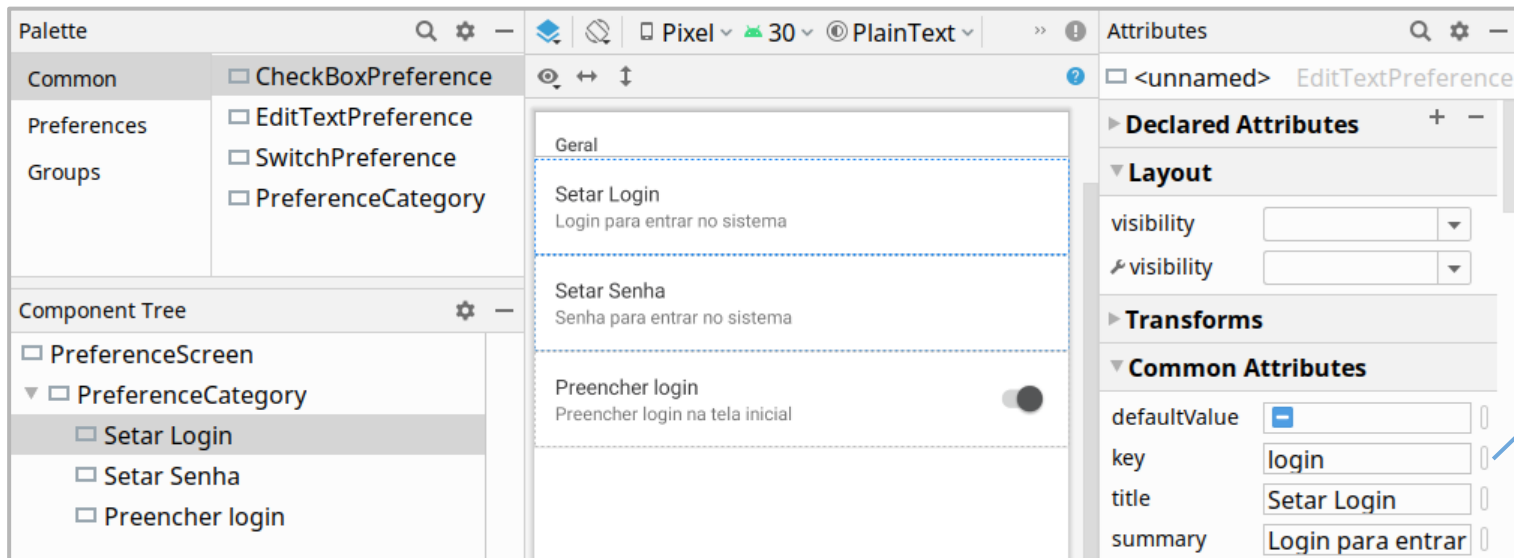 Palette
Common
Preferences
Groups
CheckBoxPreference
EditTextPreference
SwitchPreference
PreferenceCategory
Component Tree
PreferenceScreen
PreferenceCategory
Setar Login
Setar Senha
Preencher login
Pixel 30 PlainText
Geral
Setar Login
Login para entrar no sistema
Setar Senha
Senha para entrar no sistema
Preencher login
Preencher login na tela inicial
Attributes
<unnamed> EditTextPreference
Declared Attributes
Layout
visibility
visibility
Transforms
Common Attributes
defaultValue
key login
title Setar Login
summary Login para entrar